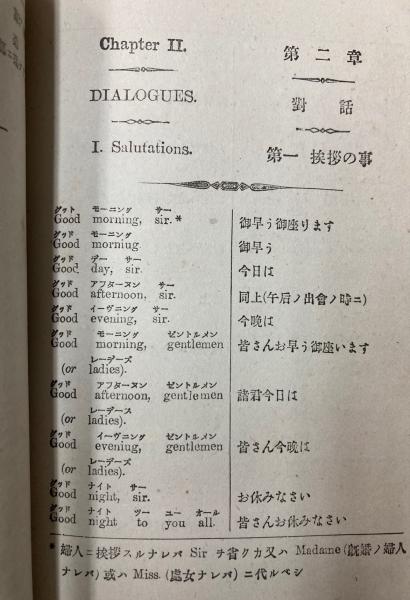 Chapter II.
第二章
DIALOGUES.
對話
I. Salutations.
第一 挨拶の事
グット モーニング サー
Good morning, sir.*
御早う御座ります
グッド モーニング
Good morniug.
御早う
グッド デー サー
Good day, sir.
今日は
グッド アフターヌン サー
Good afternoon, sir.
同上(午后ノ出會ノ時ニ)
グッド イーヴニング サー
Good evening, sir.
今晩は
グッド モーニング ゼントルメン
Good morning, gentlemen
皆さんお早う御座います
レーデーズ
(or ladies).
グッド アフターヌン ゼントルメン
Good afternoon, gentlemen
諸君今日は
レーデース
(or ladies).
グッド イーヴニング ゼントルメン
Good eveniug, gentlemen
皆さん今晩は
レーデーズ
(or ladies).
グッド ナイト サー
Good night, sir.
お休みなさい
グッド ナイト ツー ユー オール
Good night to you all.
皆さんお休みなさい
* 婦人ニ挨拶スルナレバ Sir ヲ省クカ又ハ Madame (既婚ノ婦人
ナレバ) 或ハ Miss. (處女ナレバ) ニ代ルベシ